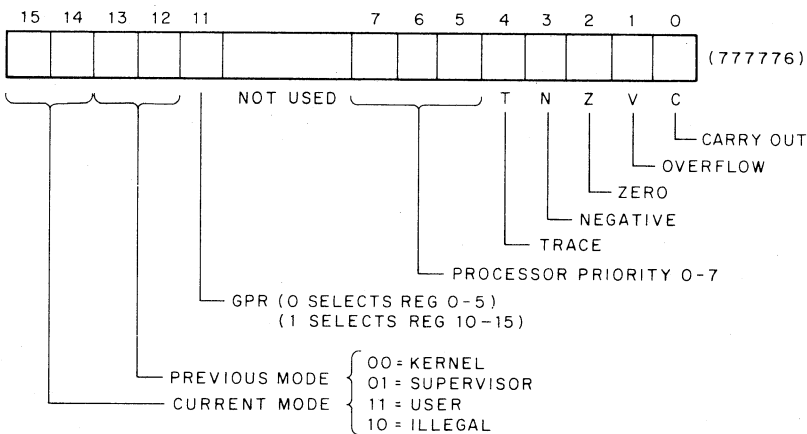 15 14 13 12 11 7 6 5 4 3 2 1 0
(777776)
NOT USED T N Z V C
CARRY OUT
OVERFLOW
ZERO
NEGATIVE
TRACE
PROCESSOR PRIORITY 0-7
GPR (0 SELECTS REG 0-5)
(1 SELECTS REG 10-15)
PREVIOUS MODE
CURRENT MODE
00 = KERNEL
01 = SUPERVISOR
11 = USER
10 = ILLEGAL